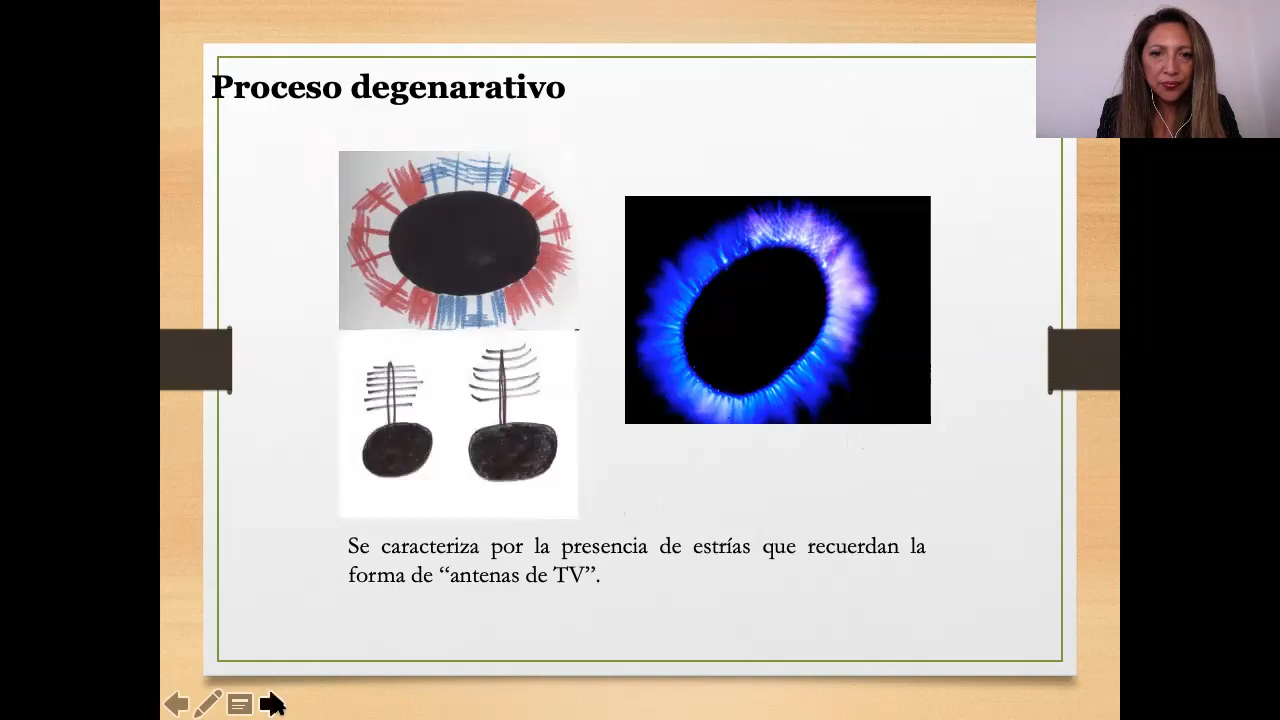 Proceso degenarativo
Se caracteriza por la presencia de estrías que recuerdan la
forma de “antenas de TV”.